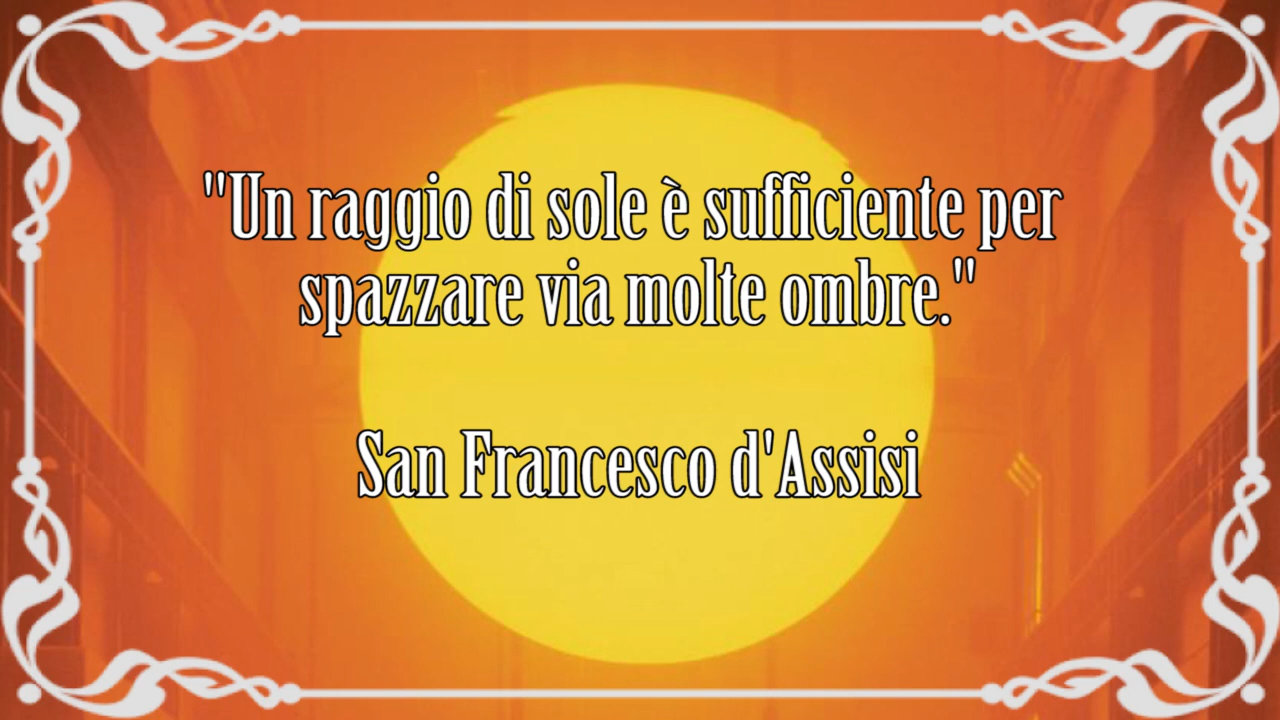 "Un raggio di sole è sufficiente per
spazzare via molte ombre."
San Francesco d'Assisi